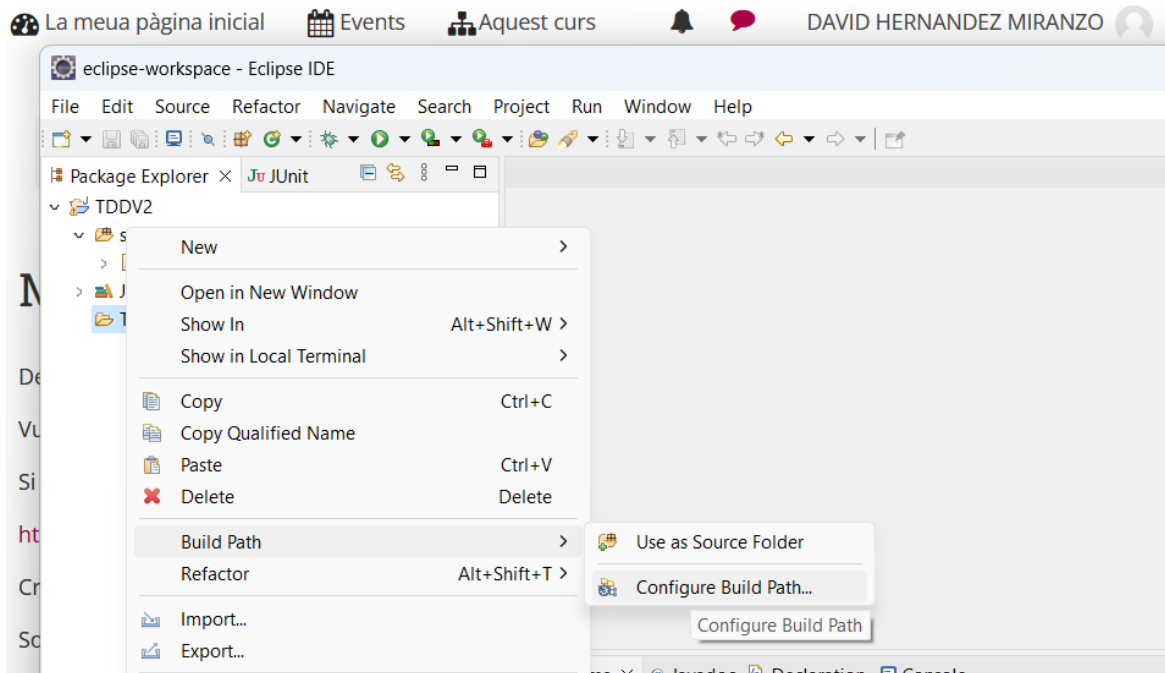 La meua pàgina inicial Events Aquest curs DAVID HERNANDEZ MIRANZO
eclipse-workspace - Eclipse IDE
File Edit Source Refactor Navigate Search Project Run Window Help
Package Explorer JUnit
TDDV2
New
Open in New Window
Show In Alt+Shift+W
Show in Local Terminal
Copy Ctrl+C
Copy Qualified Name
Paste Ctrl+V
Delete Delete
Build Path
Refactor Alt+Shift+T
Import...
Export...
Use as Source Folder
Configure Build Path...
Configure Build Path
Javadoc Declaration Console